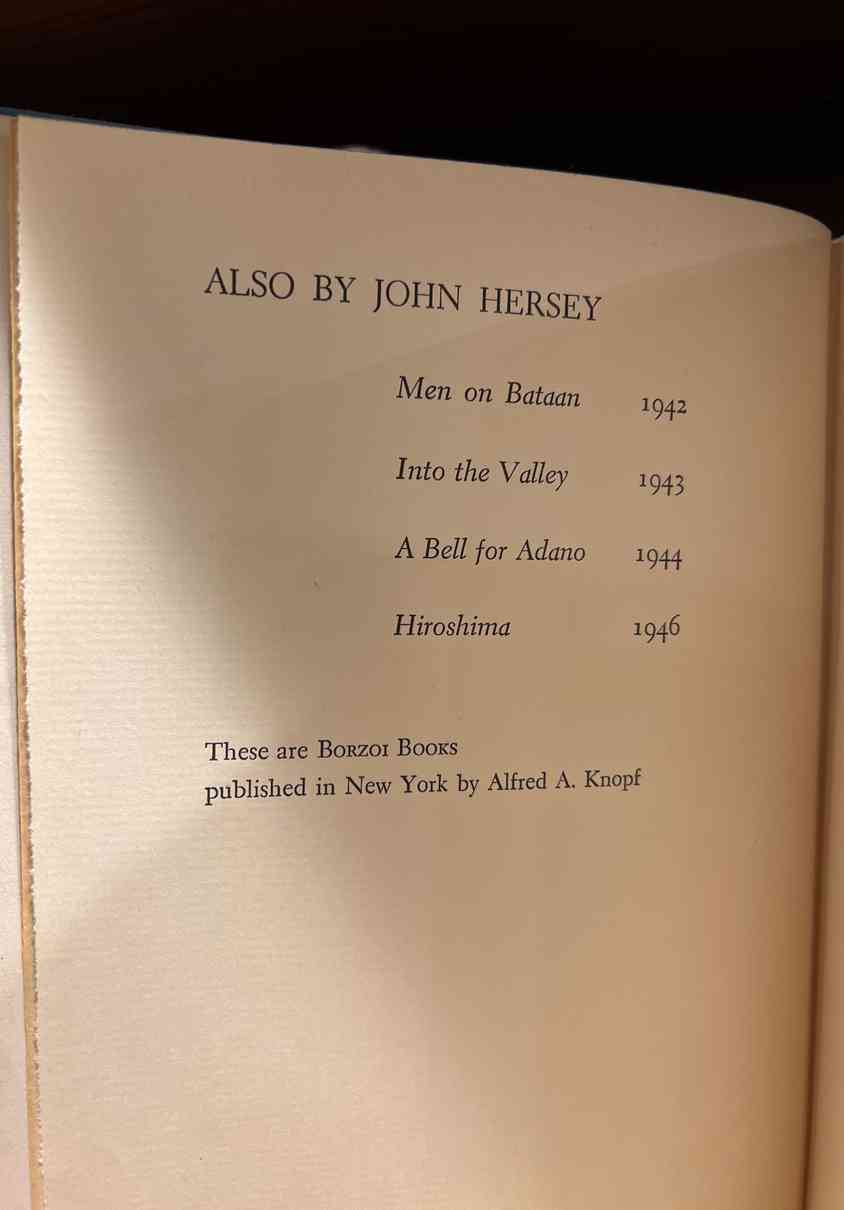 ALSO BY JOHN HERSEY
Men on Bataan 1942
Into the Valley 1943
A Bell for Adano 1944
Hiroshima 1946
These are BORZOI BOOKS
published in New York by Alfred A. Knopf